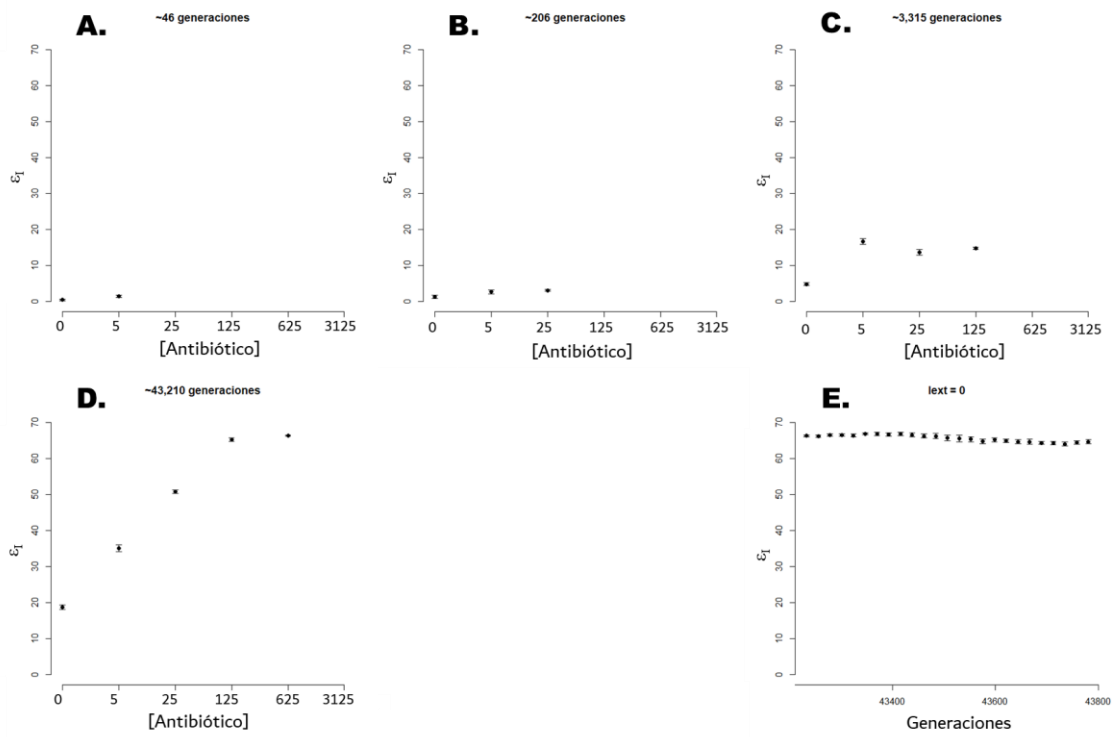 A.
~46 generaciones
70
60
50
40
30
20
10
0
ε_I
0 5 25 125 625 3125
[Antibiótico]
B.
~206 generaciones
70
60
50
40
30
20
10
0
ε_I
0 5 25 125 625 3125
[Antibiótico]
C.
~3,315 generaciones
70
60
50
40
30
20
10
0
ε_I
0 5 25 125 625 3125
[Antibiótico]
D.
~43,210 generaciones
70
60
50
40
30
20
10
0
ε_I
0 5 25 125 625 3125
[Antibiótico]
E.
Iext = 0
70
60
50
40
30
20
10
0
ε_I
43400 43600 43800
Generaciones